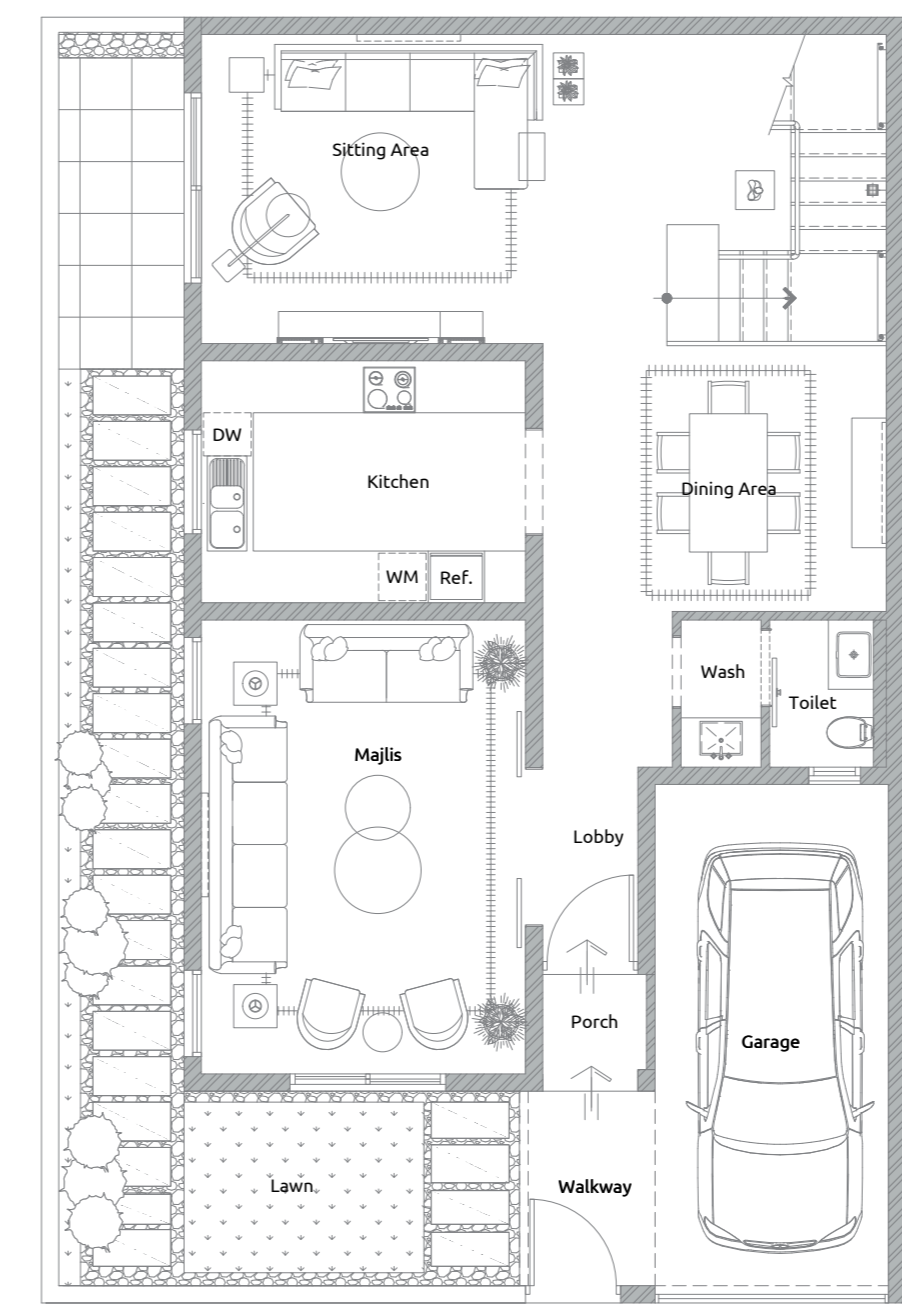 Sitting Area
DW
Kitchen
Dining Area
WM
Ref.
Wash
Toilet
Majlis
Lobby
Porch
Garage
Lawn
Walkway